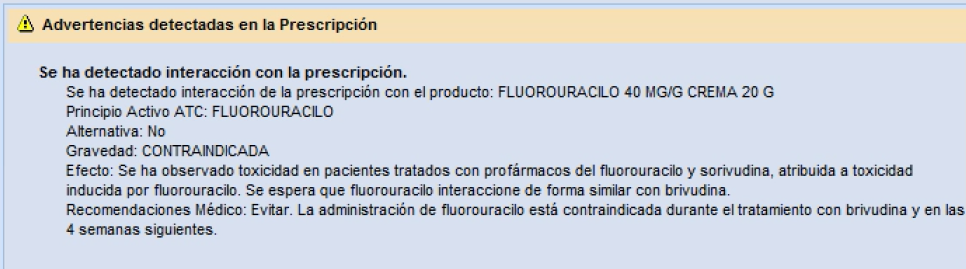 Advertencias detectadas en la Prescripción
Se ha detectado interacción con la prescripción.
Se ha detectado interacción de la prescripción con el producto: FLUOROURACILO 40 MG/G CREMA 20 G
Principio Activo ATC: FLUOROURACILO
Alternativa: No
Gravedad: CONTRAINDICADA
Efecto: Se ha observado toxicidad en pacientes tratados con profármacos del fluorouracilo y sorivudina, atribuida a toxicidad
inducida por fluorouracilo. Se espera que fluorouracilo interaccione de forma similar con brivudina.
Recomendaciones Médico: Evitar. La administración de fluorouracilo está contraindicada durante el tratamiento con brivudina y en las
4 semanas siguientes.